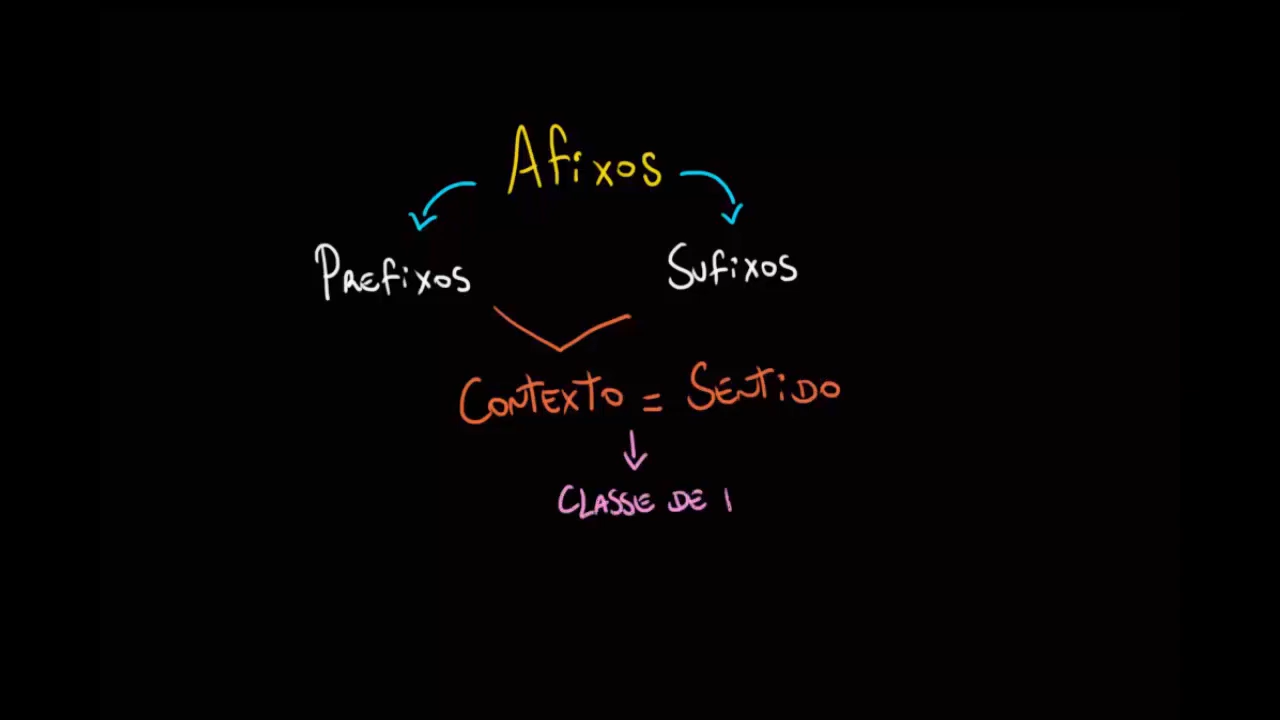 Afixos
Prefixos
Sufixos
Contexto = Sentido
Classe de